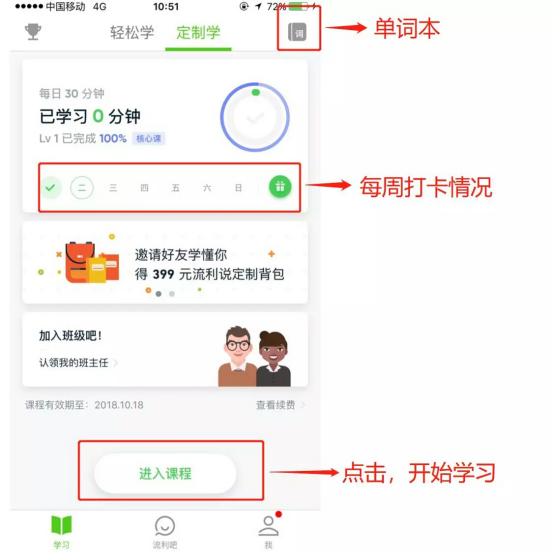 中国移动 4G 10:51 72%
轻松学 定制学 词 单词本
每日 30 分钟
已学习 0 分钟
Lv 1 已完成 100% 核心课
二 三 四 五 六 日 每周打卡情况
邀请好友学懂你
得 399 元流利说定制背包
加入班级吧！
认领我的班主任
课程有效期至：2018.10.18 查看续费
进入课程 点击，开始学习
学习 流利吧 我